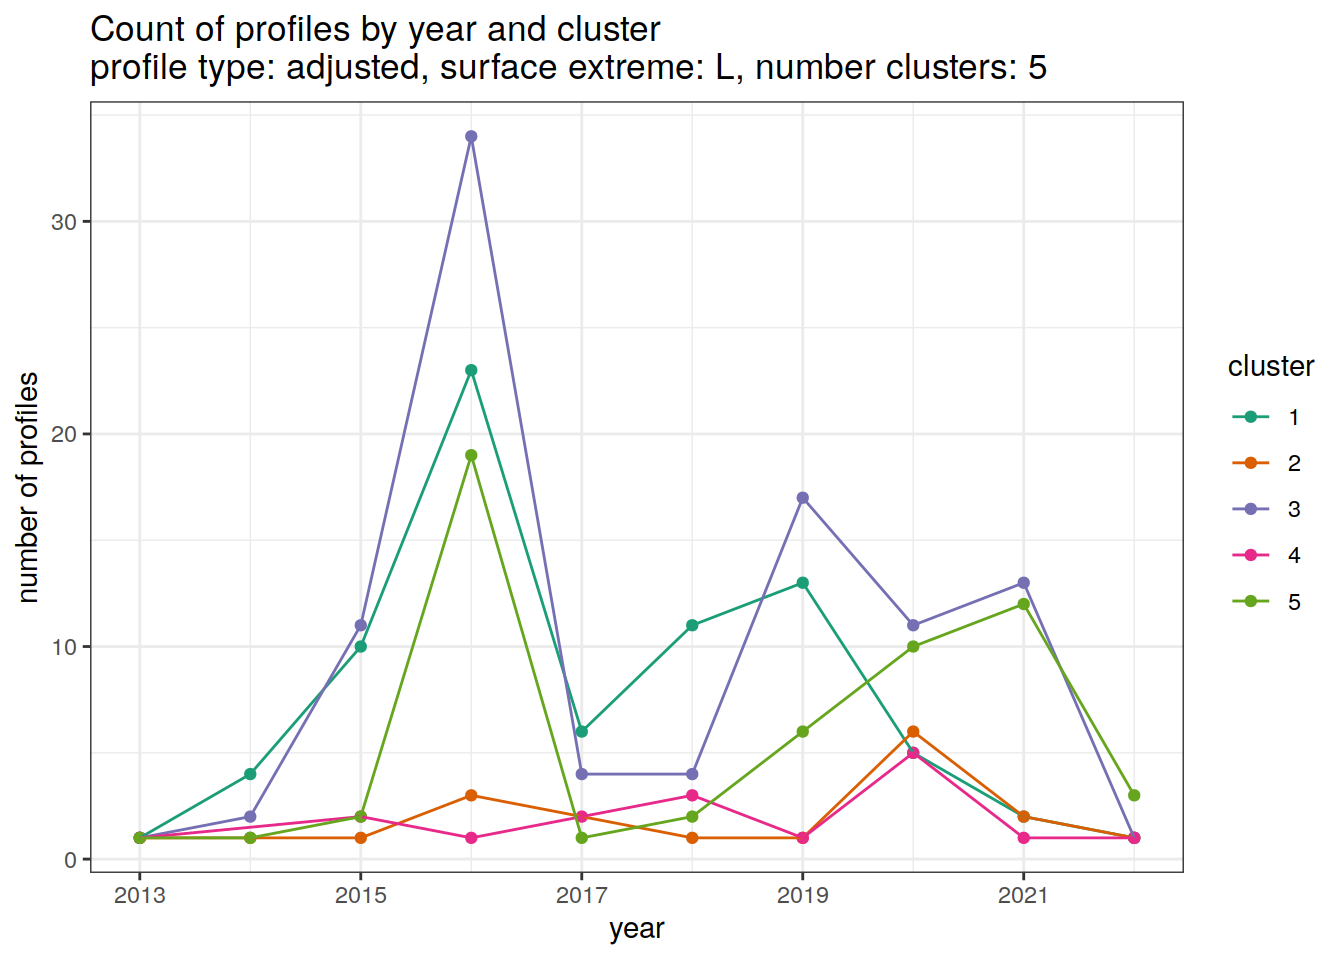 Count of profiles by year and cluster
profile type: adjusted, surface extreme: L, number clusters: 5
number of profiles
30
20
10
0
2013
2015
2017
2019
2021
year
cluster
1
2
3
4
5